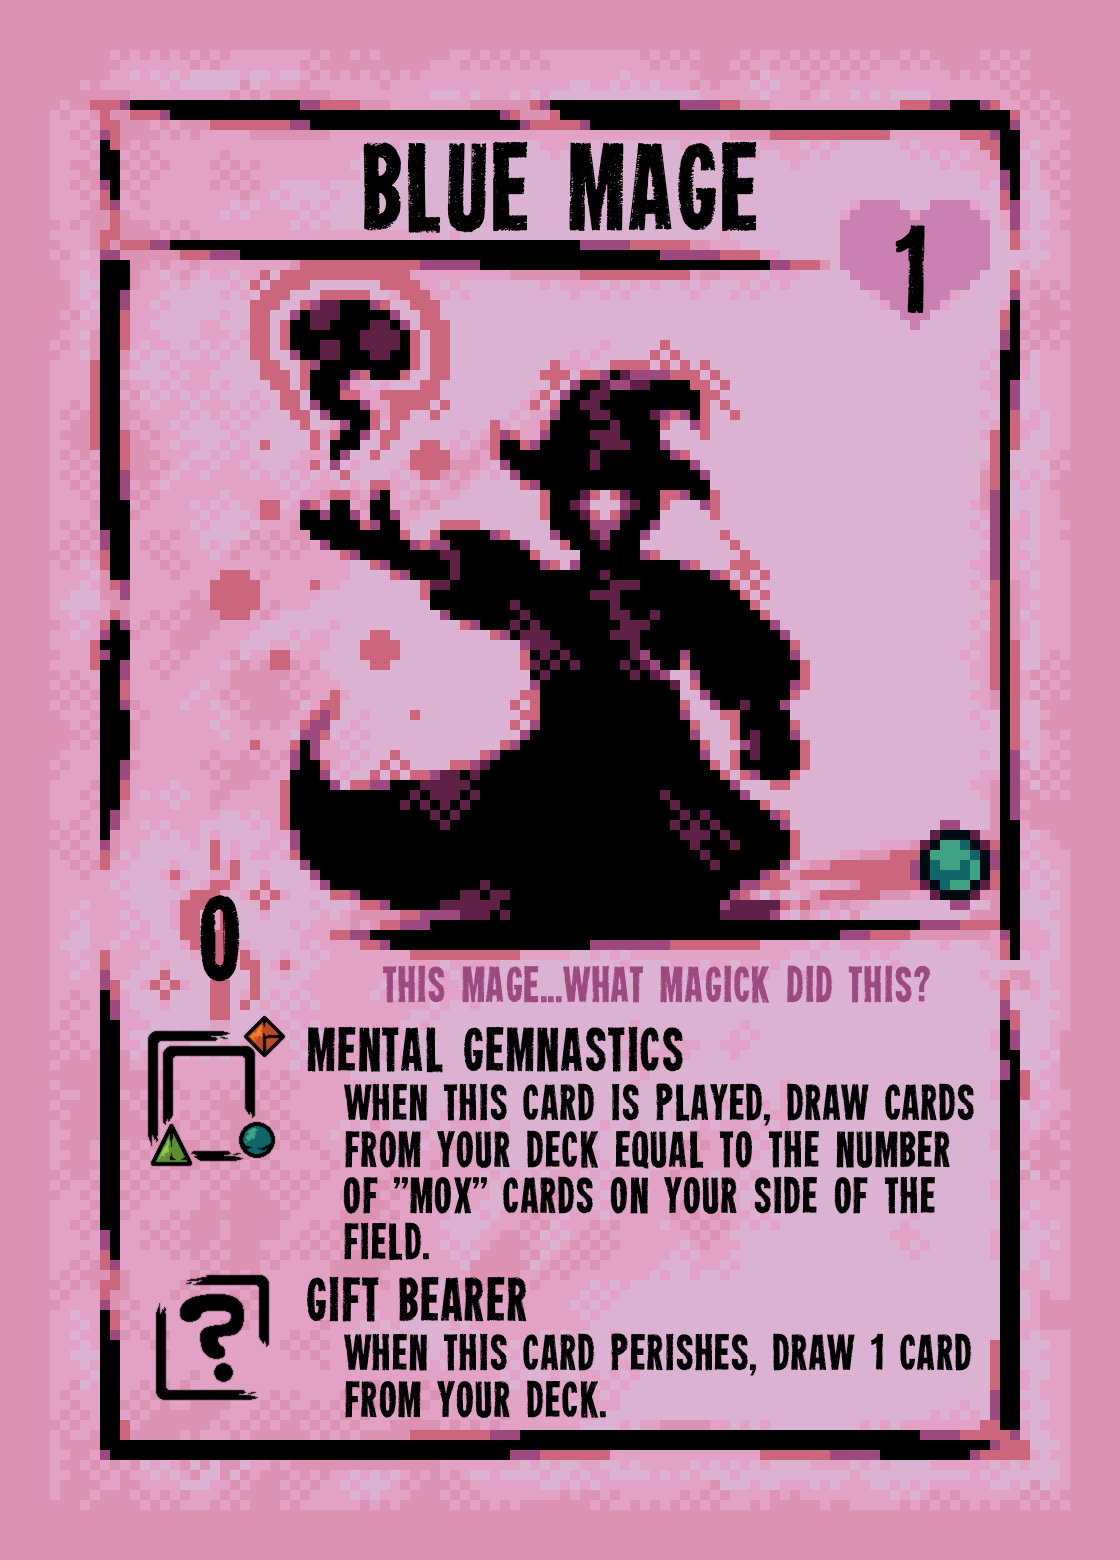 BLUE MAGE
1
0
THIS MAGE...WHAT MAGICK DID THIS?
MENTAL GEMNASTICS
WHEN THIS CARD IS PLAYED, DRAW CARDS
FROM YOUR DECK EQUAL TO THE NUMBER
OF "MOX" CARDS ON YOUR SIDE OF THE
FIELD.
?
GIFT BEARER
WHEN THIS CARD PERISHES, DRAW 1 CARD
FROM YOUR DECK.